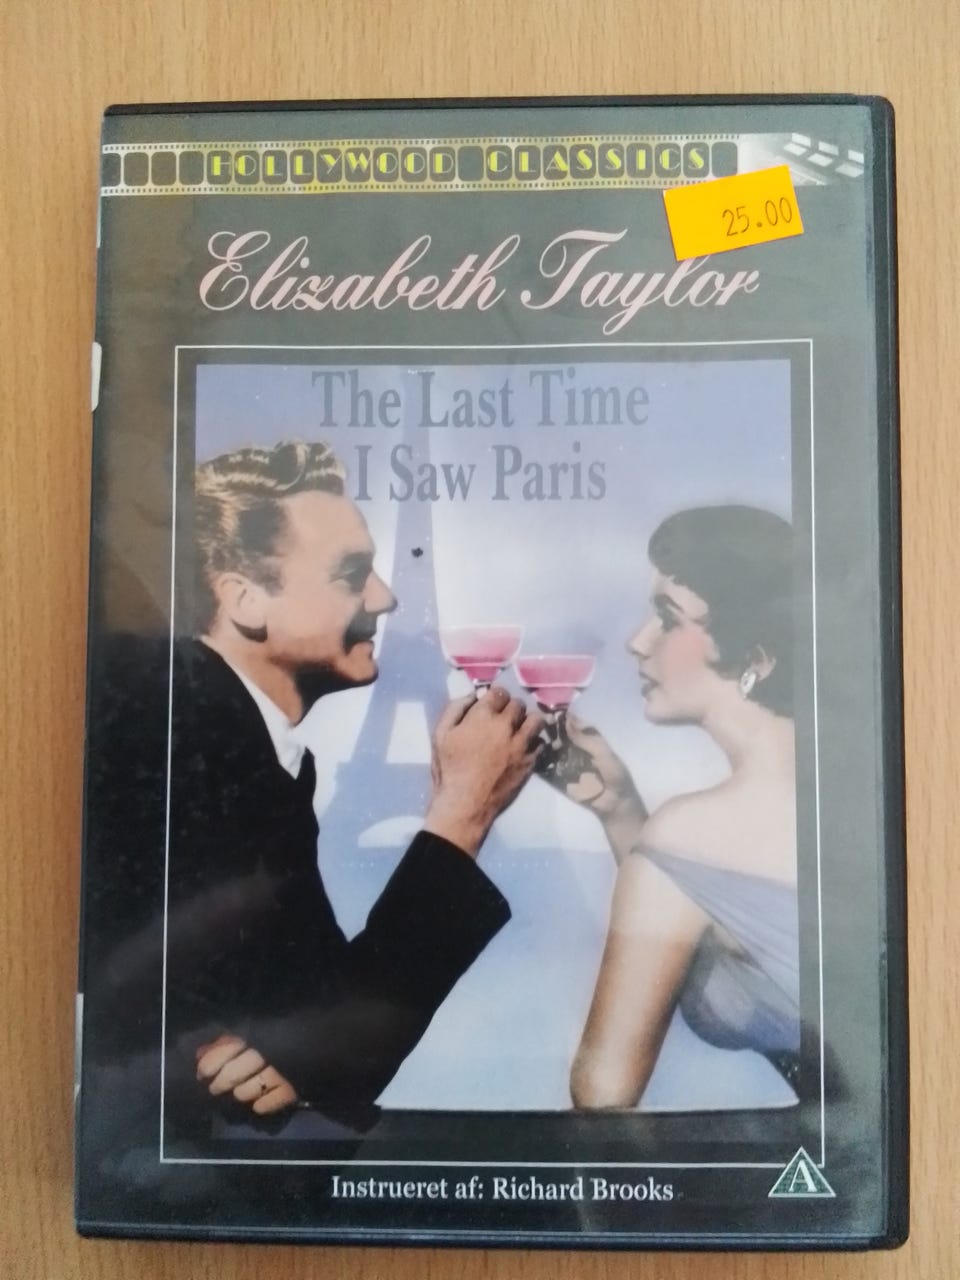 HOLLYWOOD CLASSICS
25.00
Elizabeth Taylor
The Last Time
I Saw Paris
Instrueret af: Richard Brooks
A